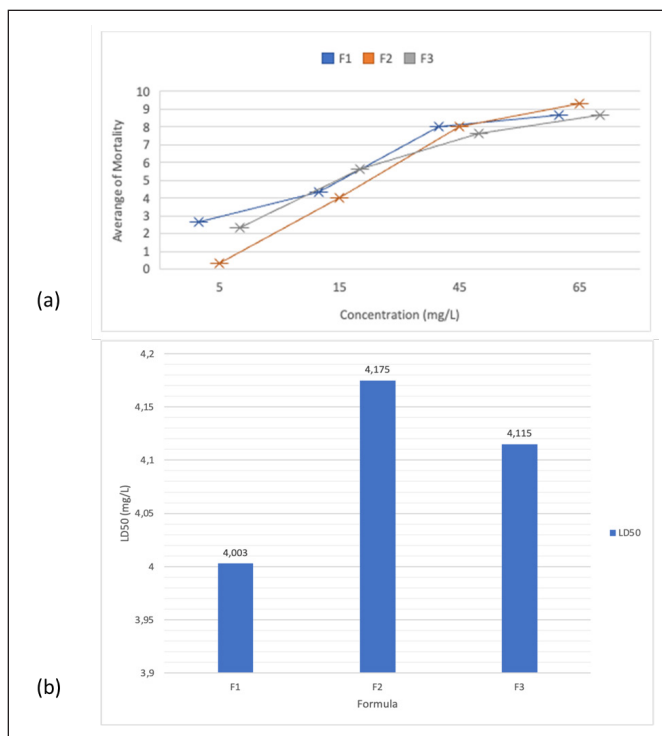 F1 F2 F3
10
9
8
7
6
5
4
3
2
1
0
Averange of Mortality
5 15 45 65
Concentration (mg/L)
(a)
4,2
4,15
4,1
4,05
4
3,95
3,9
LD50 (mg/L)
4,003
4,175
4,115
LD50
F1 F2 F3
Formula
(b)